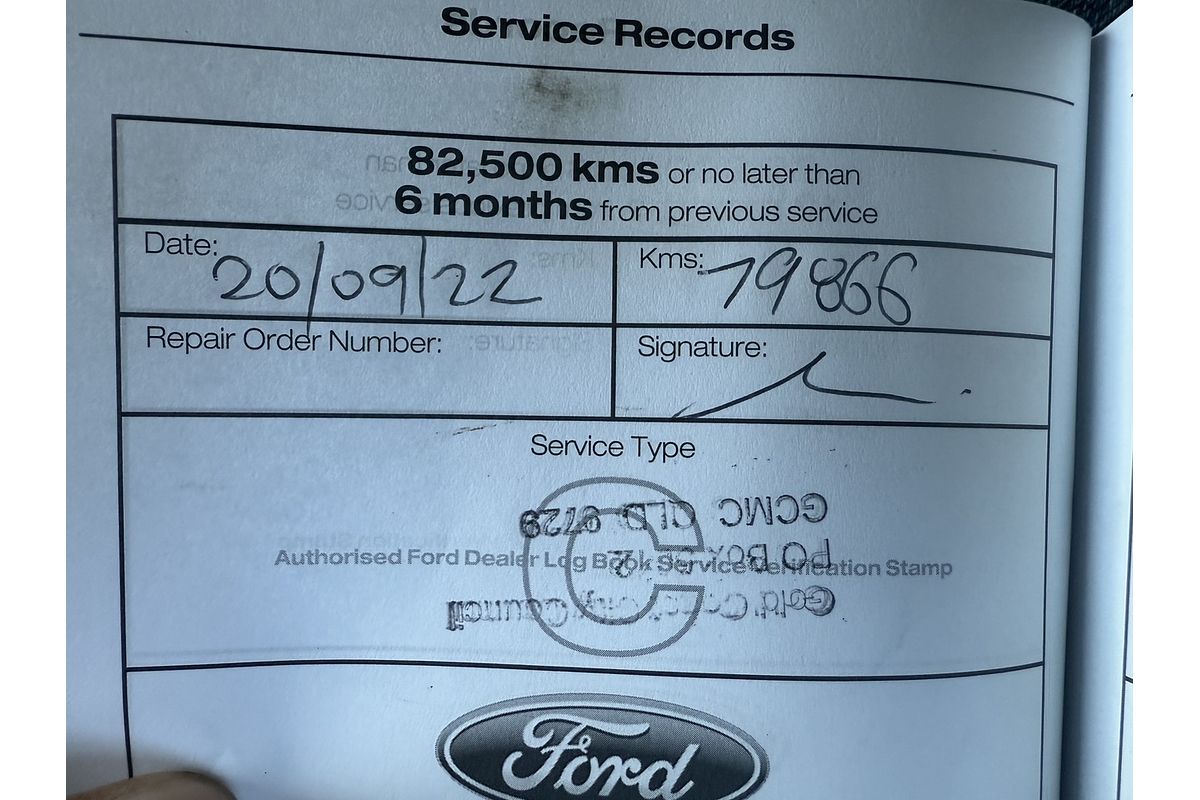 Service Records
82,500 kms or no later than
6 months from previous service
Date: 20/09/22
Kms: 79866
Repair Order Number:
Signature:
Service Type
C
Authorised Ford Dealer Log Book Service Verification Stamp
Gold Coast City Council
PO Box
GCMC QLD 9729
Ford